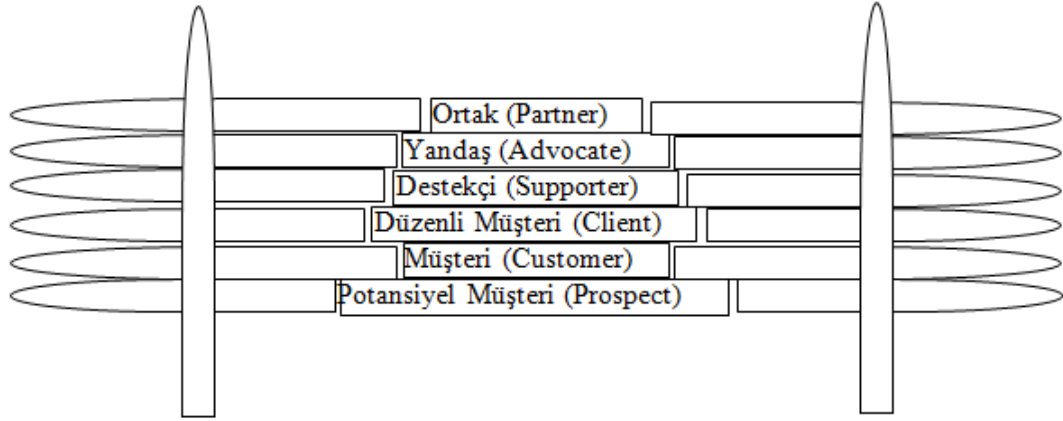 Ortak (Partner)
Yandaş (Advocate)
Destekçi (Supporter)
Düzenli Müşteri (Client)
Müşteri (Customer)
Potansiyel Müşteri (Prospect)